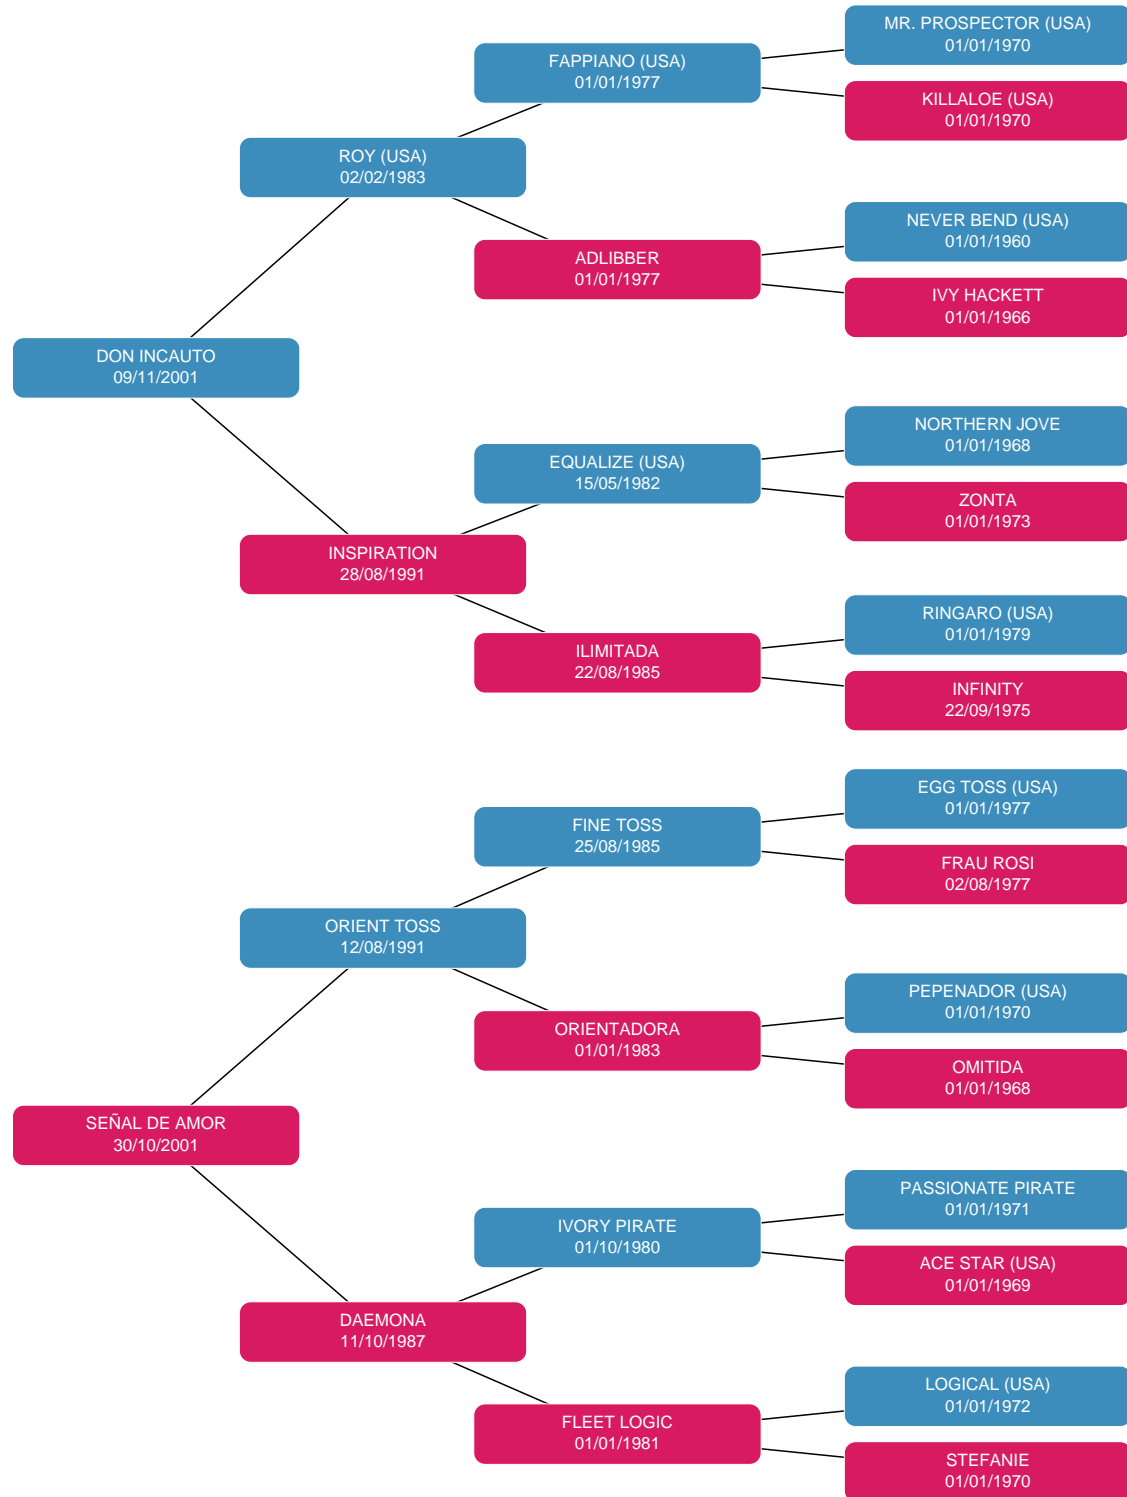 MR. PROSPECTOR (USA)
01/01/1970
FAPPIANO (USA)
01/01/1977
KILLALOE (USA)
01/01/1970
ROY (USA)
02/02/1983
NEVER BEND (USA)
01/01/1960
ADLIBBER
01/01/1977
IVY HACKETT
01/01/1966
DON INCAUTO
09/11/2001
NORTHERN JOVE
01/01/1968
EQUALIZE (USA)
15/05/1982
ZONTA
01/01/1973
INSPIRATION
28/08/1991
RINGARO (USA)
01/01/1979
ILIMITADA
22/08/1985
INFINITY
22/09/1975
EGG TOSS (USA)
01/01/1977
FINE TOSS
25/08/1985
FRAU ROSI
02/08/1977
ORIENT TOSS
12/08/1991
PEPENADOR (USA)
01/01/1970
ORIENTADORA
01/01/1983
OMITIDA
01/01/1968
SEÑAL DE AMOR
30/10/2001
PASSIONATE PIRATE
01/01/1971
IVORY PIRATE
01/10/1980
ACE STAR (USA)
01/01/1969
DAEMONA
11/10/1987
LOGICAL (USA)
01/01/1972
FLEET LOGIC
01/01/1981
STEFANIE
01/01/1970